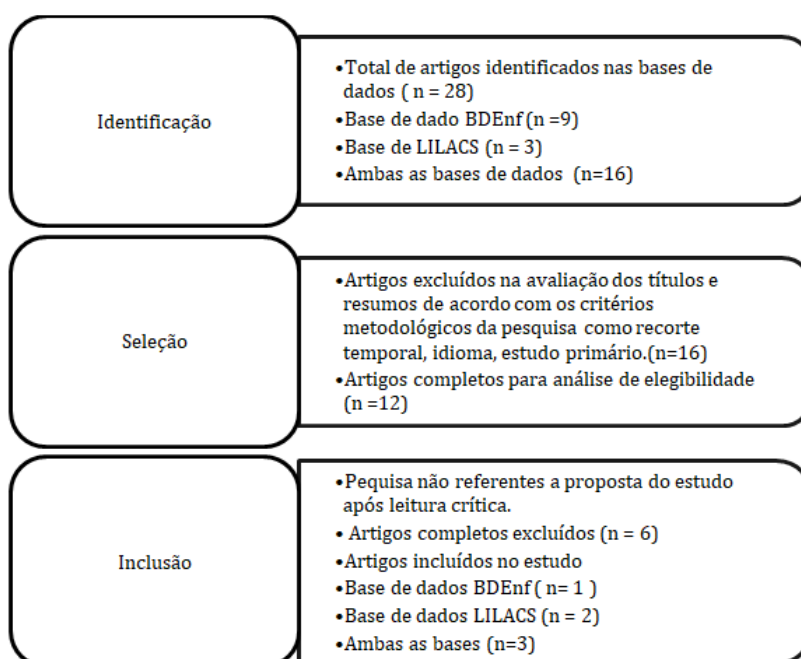 Identificação
•Total de artigos identificados nas bases de
dados ( n = 28)
•Base de dado BDEnf (n =9)
•Base de LILACS (n = 3)
•Ambas as bases de dados (n=16)
Seleção
•Artigos excluídos na avaliação dos títulos e
resumos de acordo com os critérios
metodológicos da pesquisa como recorte
temporal, idioma, estudo primário.(n=16)
•Artigos completos para análise de elegibilidade
(n =12)
Inclusão
•Pequisa não referentes a proposta do estudo
após leitura crítica.
• Artigos completos excluídos (n = 6)
•Artigos incluídos no estudo
•Base de dados BDEnf ( n= 1 )
•Base de dados LILACS (n = 2)
•Ambas as bases (n=3)